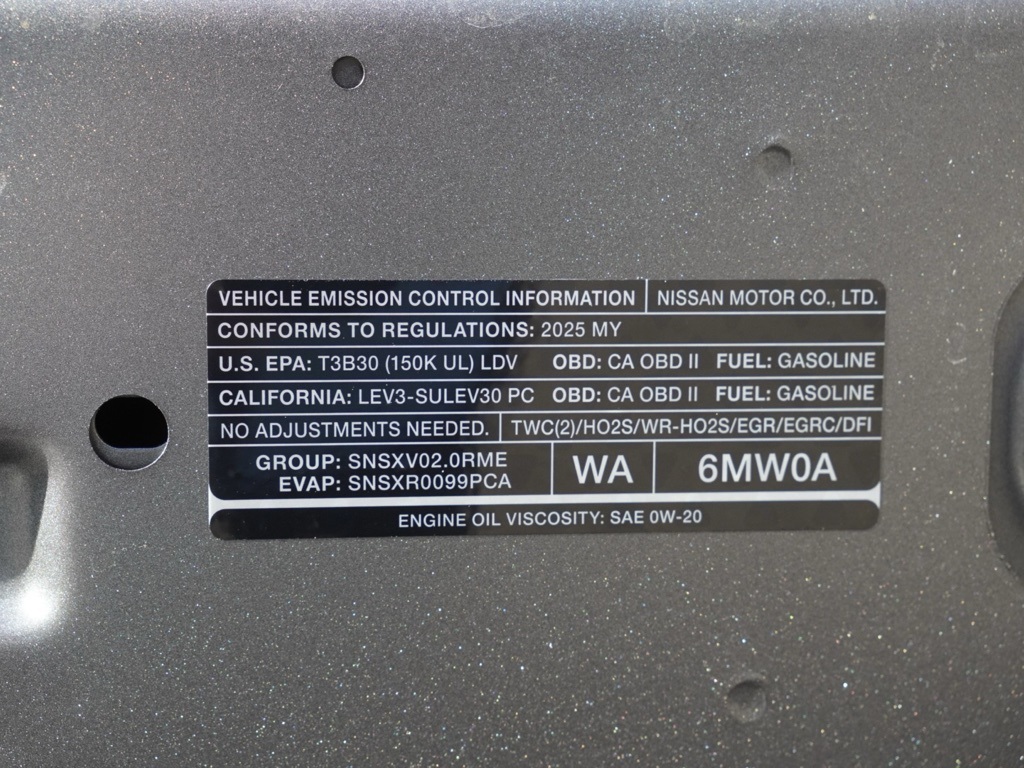 VEHICLE EMISSION CONTROL INFORMATION NISSAN MOTOR CO., LTD.
CONFORMS TO REGULATIONS: 2025 MY
U.S. EPA: T3B30 (150K UL) LDV OBD: CA OBD II FUEL: GASOLINE
CALIFORNIA: LEV3-SULEV30 PC OBD: CA OBD II FUEL: GASOLINE
NO ADJUSTMENTS NEEDED. TWC(2)/HO2S/WR-HO2S/EGR/EGRC/DFI
GROUP: SNSXV02.0RME
EVAP: SNSXR0099PCA
WA
6MW0A
ENGINE OIL VISCOSITY: SAE 0W-20